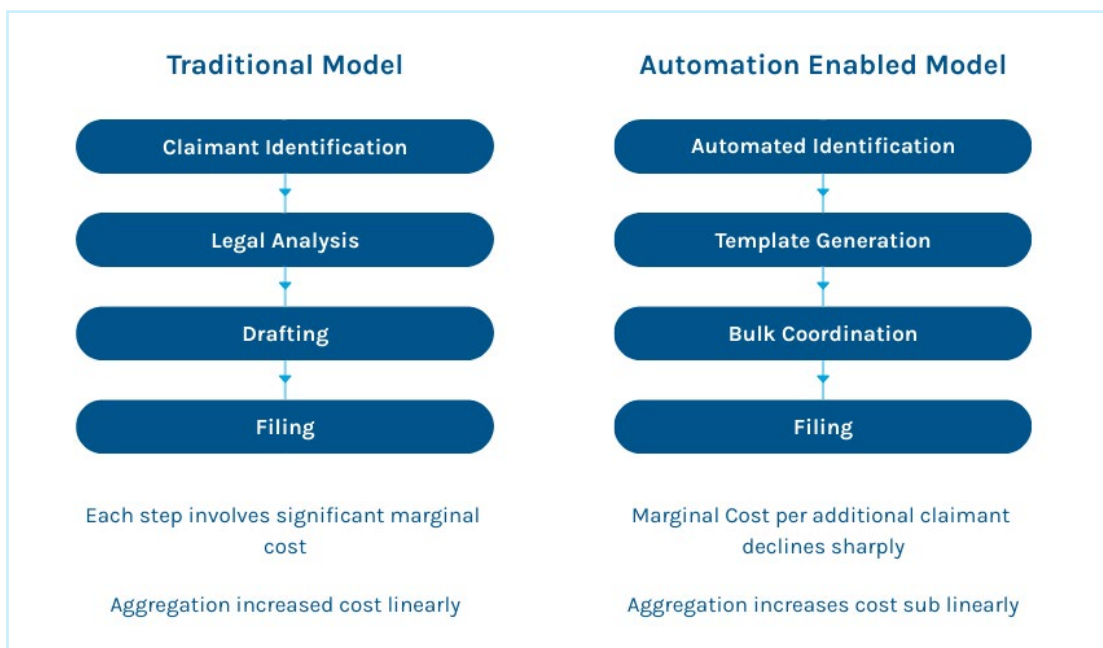 Traditional Model
Claimant Identification
Legal Analysis
Drafting
Filing
Each step involves significant marginal
cost
Aggregation increased cost linearly
Automation Enabled Model
Automated Identification
Template Generation
Bulk Coordination
Filing
Marginal Cost per additional claimant
declines sharply
Aggregation increases cost sub linearly